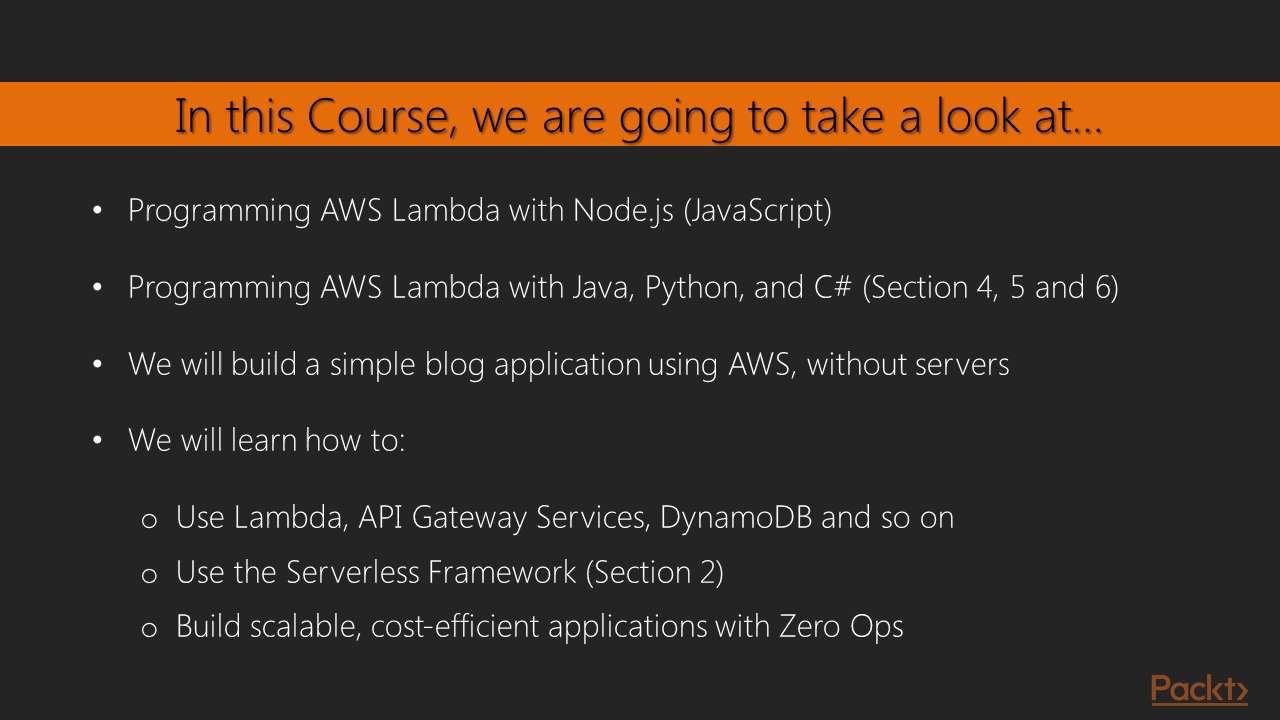 In this Course, we are going to take a look at...
• Programming AWS Lambda with Node.js (JavaScript)
• Programming AWS Lambda with Java, Python, and C# (Section 4, 5 and 6)
• We will build a simple blog application using AWS, without servers
• We will learn how to:
o Use Lambda, API Gateway Services, DynamoDB and so on
o Use the Serverless Framework (Section 2)
o Build scalable, cost-efficient applications with Zero Ops
Packt>